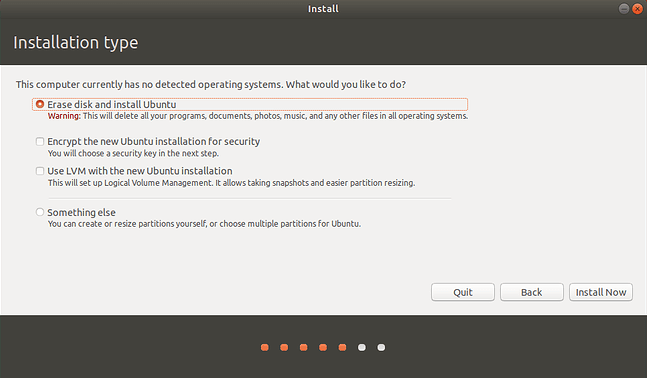 Install
Installation type
This computer currently has no detected operating systems. What would you like to do?
Erase disk and install Ubuntu
Warning: This will delete all your programs, documents, photos, music, and any other files in all operating systems.
Encrypt the new Ubuntu installation for security
You will choose a security key in the next step.
Use LVM with the new Ubuntu installation
This will set up Logical Volume Management. It allows taking snapshots and easier partition resizing.
Something else
You can create or resize partitions yourself, or choose multiple partitions for Ubuntu.
Quit Back Install Now